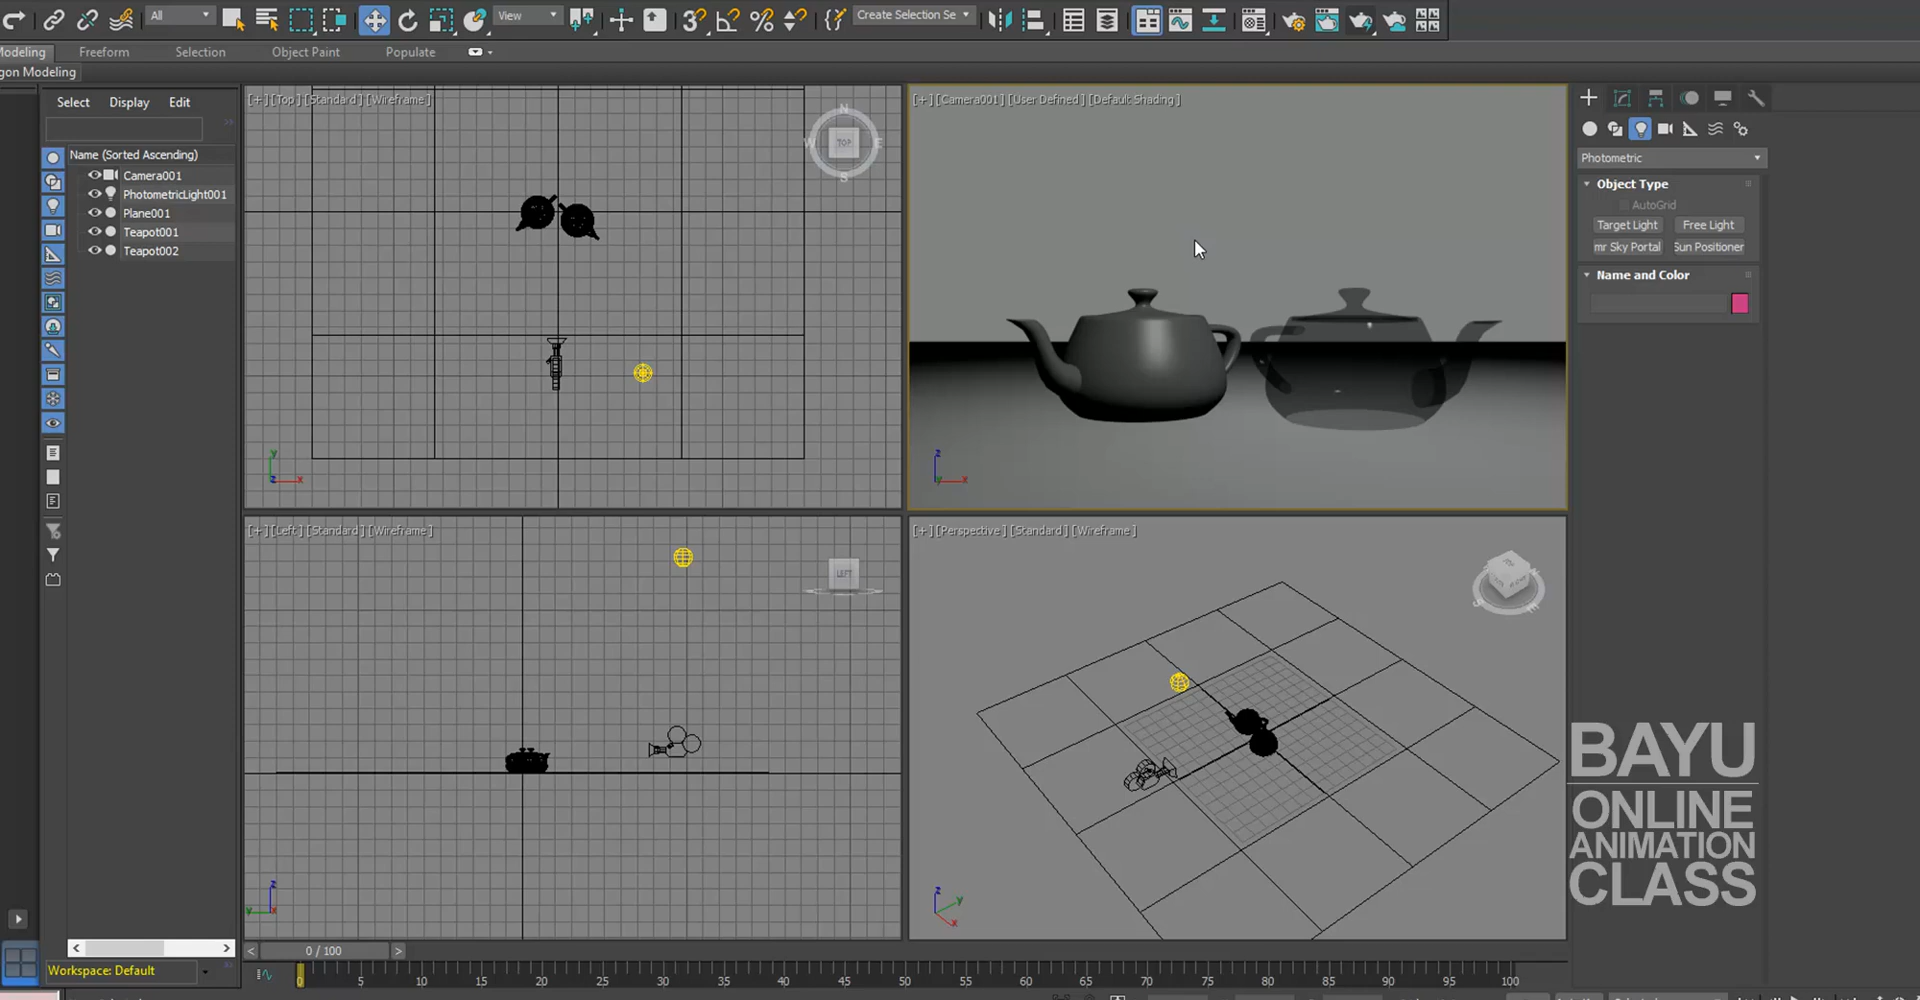 All
View
Create Selection Se
Modeling
Freeform
Selection
Object Paint
Populate
gon Modeling
Select
Display
Edit
Name (Sorted Ascending)
Camera001
PhotometricLight001
Plane001
Teapot001
Teapot002
[+] [Top] [Standard] [Wireframe]
N
W
TOP
E
S
y
z
x
[+] [Camera001] [User Defined] [Default Shading]
z
y
x
[+] [Left] [Standard] [Wireframe]
LEFT
z
y
x
[+] [Perspective] [Standard] [Wireframe]
z
y
x
Photometric
Object Type
AutoGrid
Target Light
Free Light
mr Sky Portal
Sun Positioner
Name and Color
BAYU
ONLINE
ANIMATION
CLASS
< 0 / 100 >
Workspace: Default
0 5 10 15 20 25 30 35 40 45 50 55 60 65 70 75 80 85 90 95 100